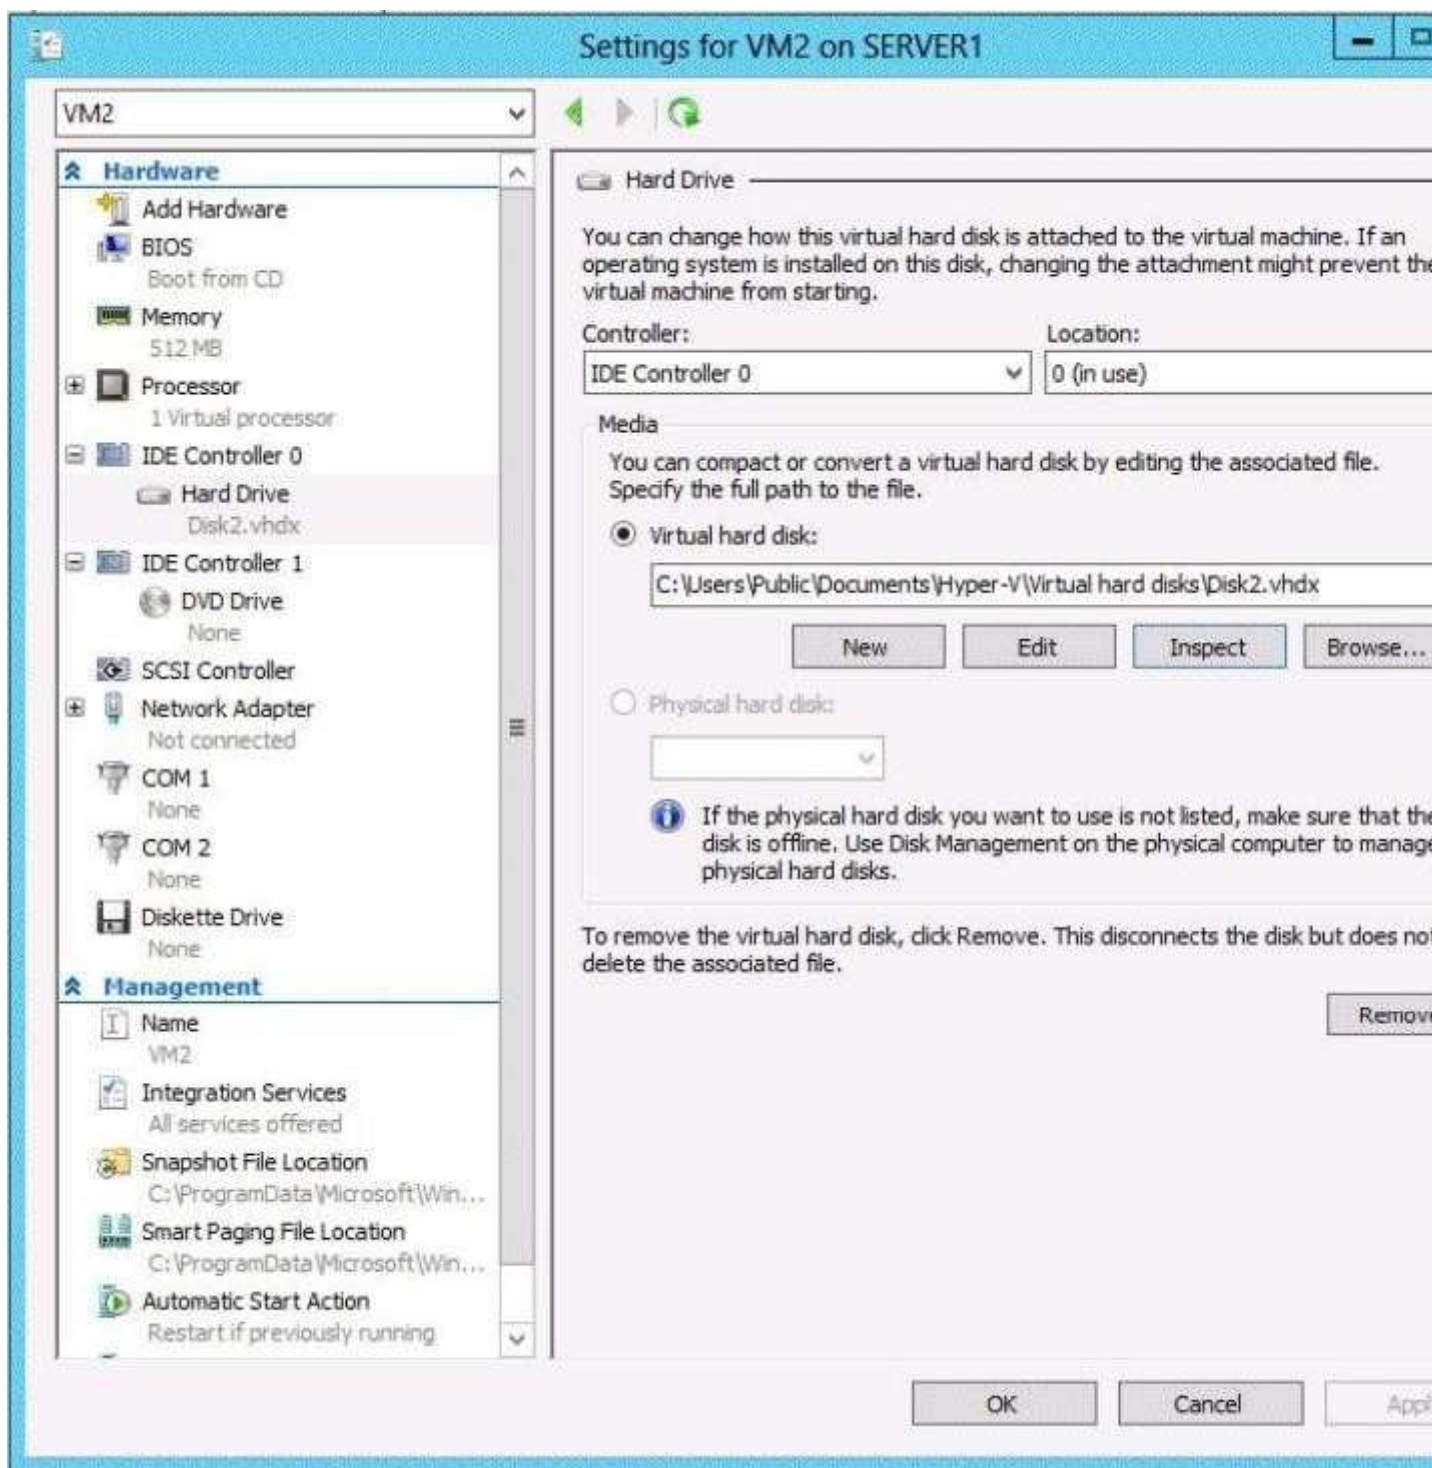 Settings for VM2 on SERVER1
VM2
Hardware
Add Hardware
BIOS
Boot from CD
Memory
512 MB
Processor
1 Virtual processor
IDE Controller 0
Hard Drive
Disk2.vhdx
IDE Controller 1
DVD Drive
None
SCSI Controller
Network Adapter
Not connected
COM 1
None
COM 2
None
Diskette Drive
None
Management
Name
VM2
Integration Services
All services offered
Snapshot File Location
C:\ProgramData\Microsoft\Win...
Smart Paging File Location
C:\ProgramData\Microsoft\Win...
Automatic Start Action
Restart if previously running
Hard Drive
You can change how this virtual hard disk is attached to the virtual machine. If an
operating system is installed on this disk, changing the attachment might prevent the
virtual machine from starting.
Controller: Location:
IDE Controller 0 0 (in use)
Media
You can compact or convert a virtual hard disk by editing the associated file.
Specify the full path to the file.
Virtual hard disk:
C:\Users\Public\Documents\Hyper-V\Virtual hard disks\Disk2.vhdx
New Edit Inspect Browse...
Physical hard disk:
If the physical hard disk you want to use is not listed, make sure that the
disk is offline. Use Disk Management on the physical computer to manage
physical hard disks.
To remove the virtual hard disk, click Remove. This disconnects the disk but does not
delete the associated file.
Remove
OK Cancel Appl